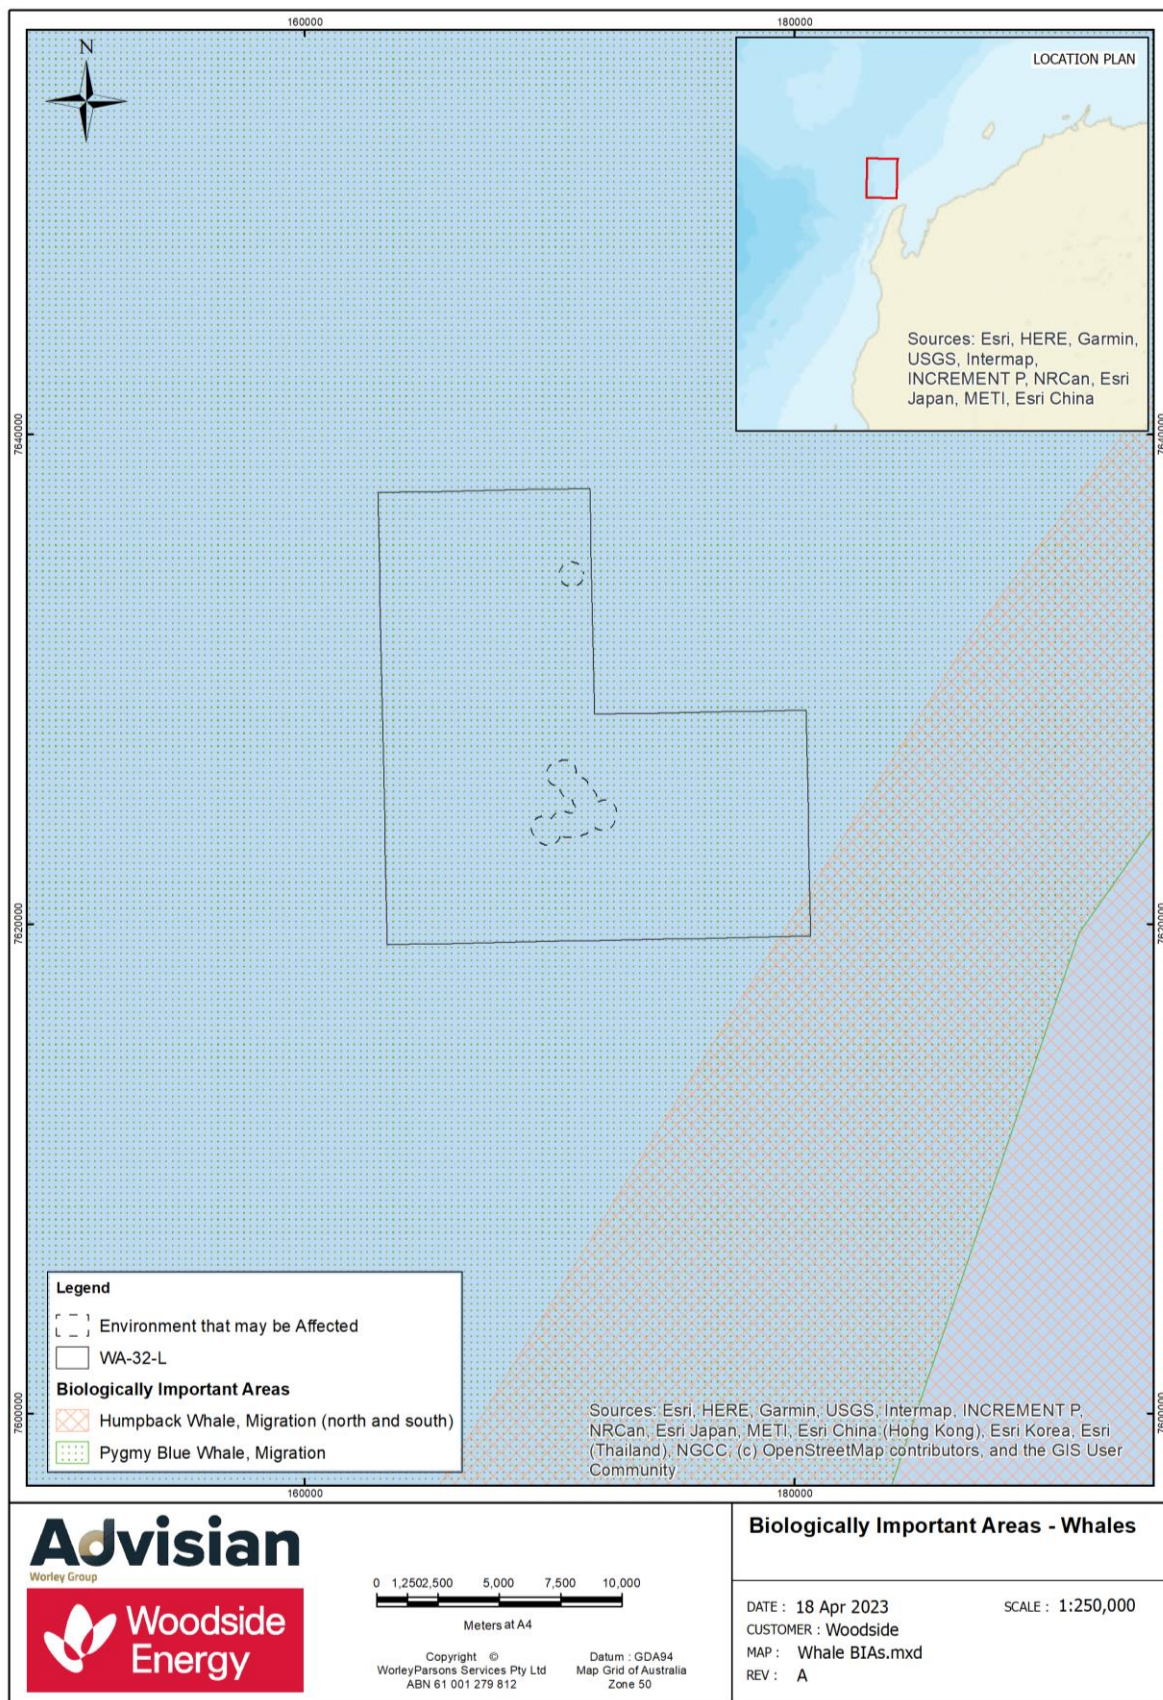 160000
180000
N
LOCATION PLAN
Sources: Esri, HERE, Garmin,
USGS, Intermap,
INCREMENT P, NRCan, Esri
Japan, METI, Esri China
7640000
7640000
7620000
7620000
Legend
Environment that may be Affected
WA-32-L
Biologically Important Areas
Humpback Whale, Migration (north and south)
Pygmy Blue Whale, Migration
7600000
7600000
Sources: Esri, HERE, Garmin, USGS, Intermap, INCREMENT P,
NRCan, Esri Japan, METI, Esri China (Hong Kong), Esri Korea, Esri
(Thailand), NGCC, (c) OpenStreetMap contributors, and the GIS User
Community
160000
180000
Advisian
Worley Group
Woodside
Energy
0 1,250 2,500 5,000 7,500 10,000
Meters at A4
Copyright ©
WorleyParsons Services Pty Ltd
ABN 61 001 279 812
Datum : GDA94
Map Grid of Australia
Zone 50
Biologically Important Areas - Whales
DATE : 18 Apr 2023 SCALE : 1:250,000
CUSTOMER : Woodside
MAP : Whale BIAs.mxd
REV : A